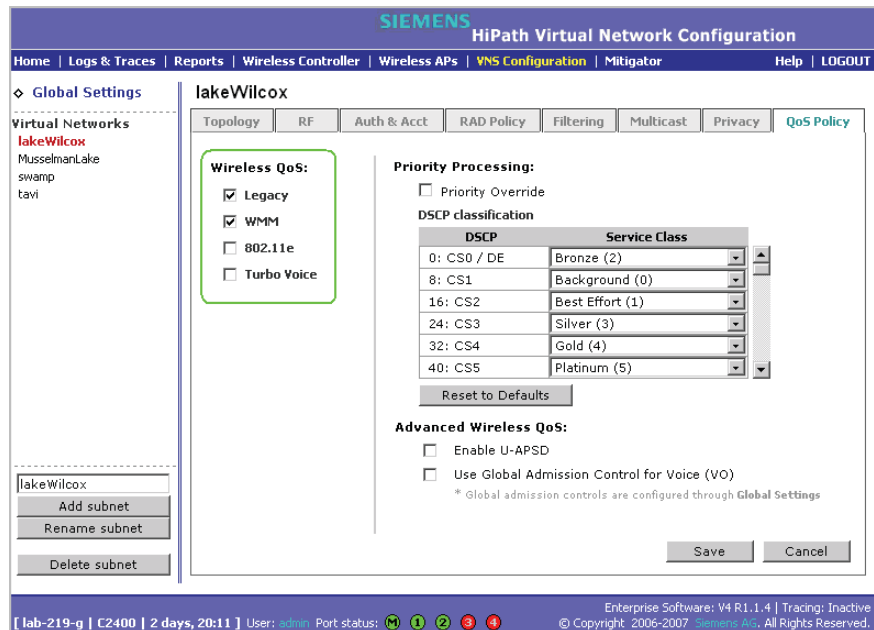 SIEMENS
HiPath Virtual Network Configuration
Home | Logs & Traces | Reports | Wireless Controller | Wireless APs | VNS Configuration | Mitigator Help | LOGOUT
Global Settings
Virtual Networks
lakeWilcox
MusselmanLake
swamp
tavi
lakeWilcox
Add subnet
Rename subnet
Delete subnet
lakeWilcox
Topology RF Auth & Acct RAD Policy Filtering Multicast Privacy QoS Policy
Wireless QoS:
Legacy
WMM
802.11e
Turbo Voice
Priority Processing:
Priority Override
DSCP classification
DSCP Service Class
0: CS0 / DE Bronze (2)
8: CS1 Background (0)
16: CS2 Best Effort (1)
24: CS3 Silver (3)
32: CS4 Gold (4)
40: CS5 Platinum (5)
Reset to Defaults
Advanced Wireless QoS:
Enable U-APSD
Use Global Admission Control for Voice (VO)
* Global admission controls are configured through Global Settings
Save Cancel
[ lab-219-g | C2400 | 2 days, 20:11 ] User: admin Port status: M 1 2 3 4
Enterprise Software: V4 R1.1.4 | Tracing: Inactive
© Copyright 2006-2007 Siemens AG. All Rights Reserved.